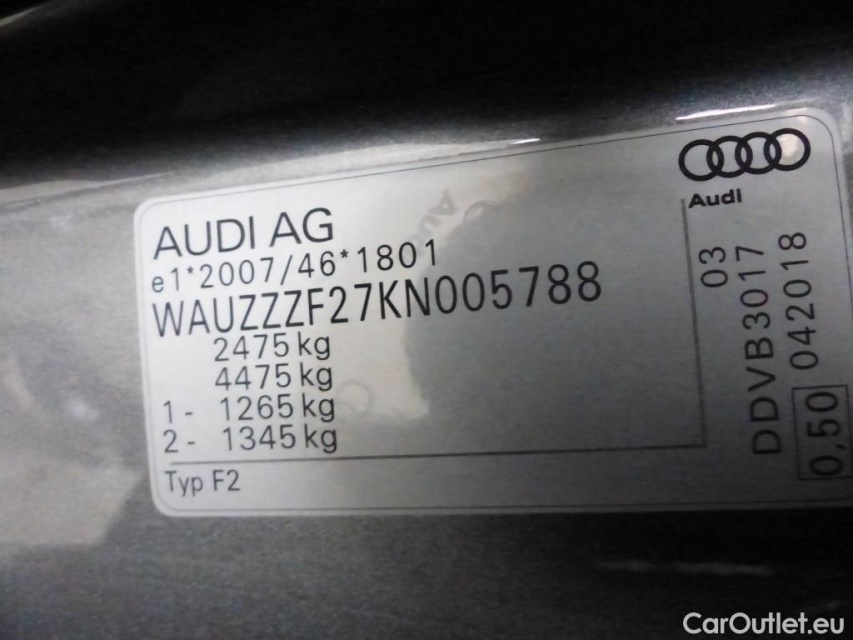 AUDI AG
e1*2007/46*1801
WAUZZZF27KN005788
2475 kg
4475 kg
1 - 1265 kg
2 - 1345 kg
Typ F2
Audi
03
DDVB3017
042018
0,50
CarOutlet.eu